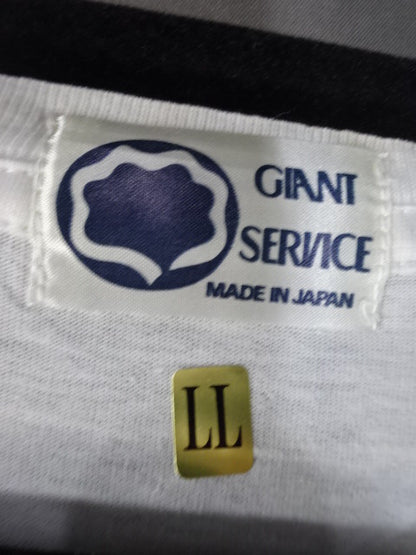 GIANT
SERVICE
MADE IN JAPAN
LL